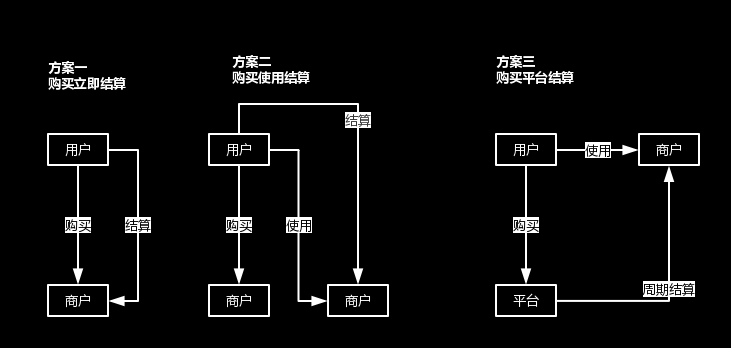 方案一
购买立即结算
用户
购买
结算
商户
方案二
购买使用结算
结算
用户
购买
使用
商户
商户
方案三
购买平台结算
用户
使用
商户
购买
周期结算
平台